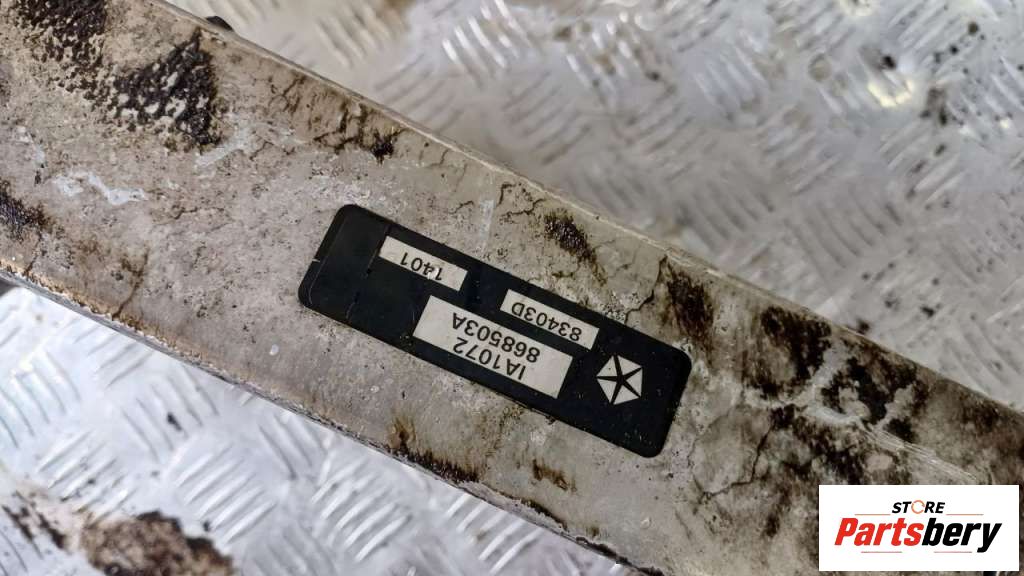 83403D
1401
IA1072
868503A
STORE
Partsbery